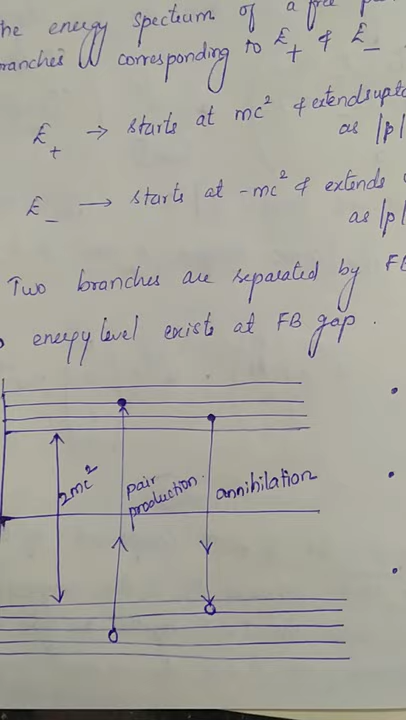 he energy spectrum of a free
ranches corresponding to E₊ & E₋
E₊ → starts at mc² & extends upto
as |p|
E₋ → starts at -mc² & extends
as |p|
Two branches are separated by FB
energy level exists at FB gap.
2mc²
pair
production.
annihilation